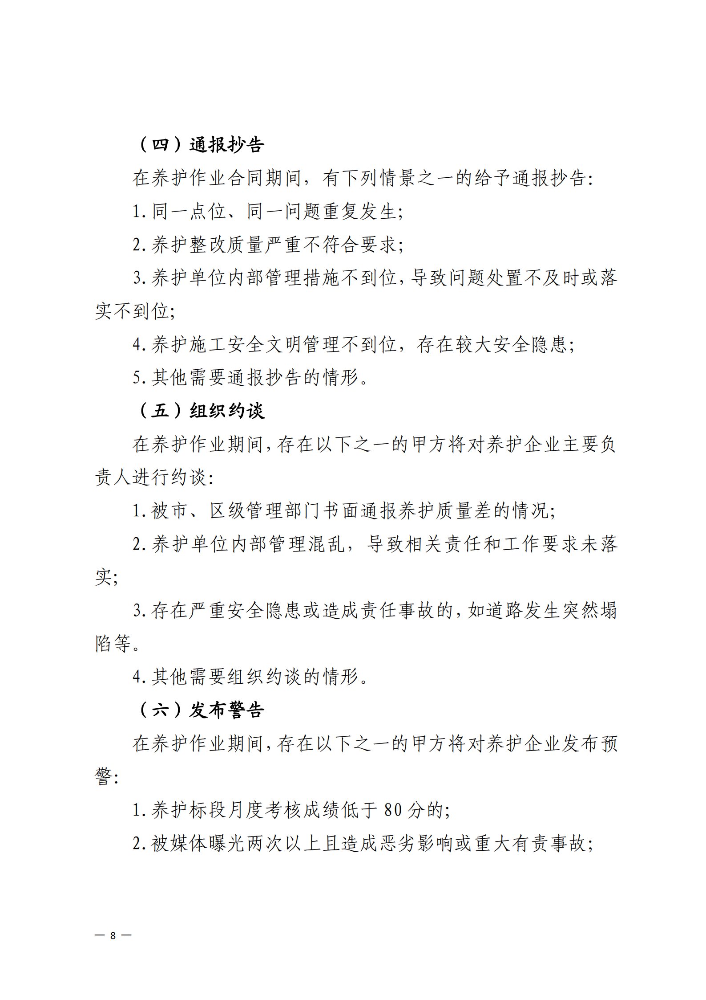 （四）通报抄告
在养护作业合同期间，有下列情景之一的给予通报抄告：
1.同一点位、同一问题重复发生；
2.养护整改质量严重不符合要求；
3.养护单位内部管理措施不到位，导致问题处置不及时或落
实不到位；
4.养护施工安全文明管理不到位，存在较大安全隐患；
5.其他需要通报抄告的情形。
（五）组织约谈
在养护作业期间，存在以下之一的甲方将对养护企业主要负
责人进行约谈：
1.被市、区级管理部门书面通报养护质量差的情况；
2.养护单位内部管理混乱，导致相关责任和工作要求未落
实；
3.存在严重安全隐患或造成责任事故的，如道路发生突然塌
陷等。
4.其他需要组织约谈的情形。
（六）发布警告
在养护作业期间，存在以下之一的甲方将对养护企业发布预
警：
1.养护标段月度考核成绩低于 80 分的；
2.被媒体曝光两次以上且造成恶劣影响或重大有责事故；
— 8 —